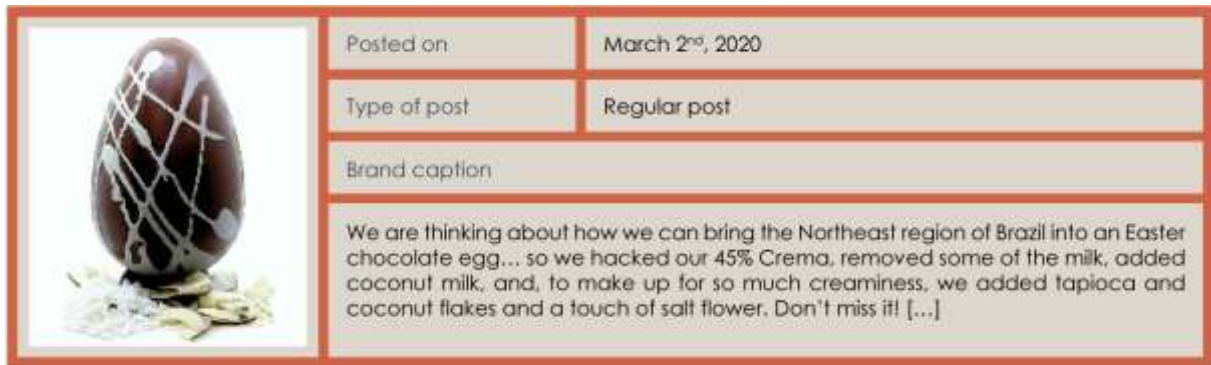 Posted on
March 2nd, 2020
Type of post
Regular post
Brand caption
We are thinking about how we can bring the Northeast region of Brazil into an Easter
chocolate egg… so we hacked our 45% Crema, removed some of the milk, added
coconut milk, and, to make up for so much creaminess, we added tapioca and
coconut flakes and a touch of salt flower. Don't miss it! […]